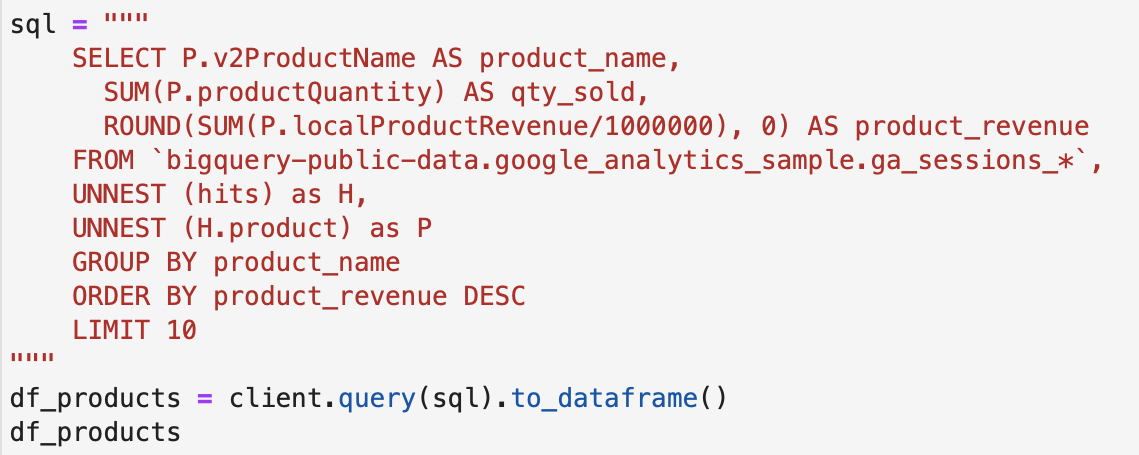 sql = """
    SELECT P.v2ProductName AS product_name,
      SUM(P.productQuantity) AS qty_sold,
      ROUND(SUM(P.localProductRevenue/1000000), 0) AS product_revenue
    FROM `bigquery-public-data.google_analytics_sample.ga_sessions_*`,
    UNNEST (hits) as H,
    UNNEST (H.product) as P
    GROUP BY product_name
    ORDER BY product_revenue DESC
    LIMIT 10
"""
df_products = client.query(sql).to_dataframe()
df_products